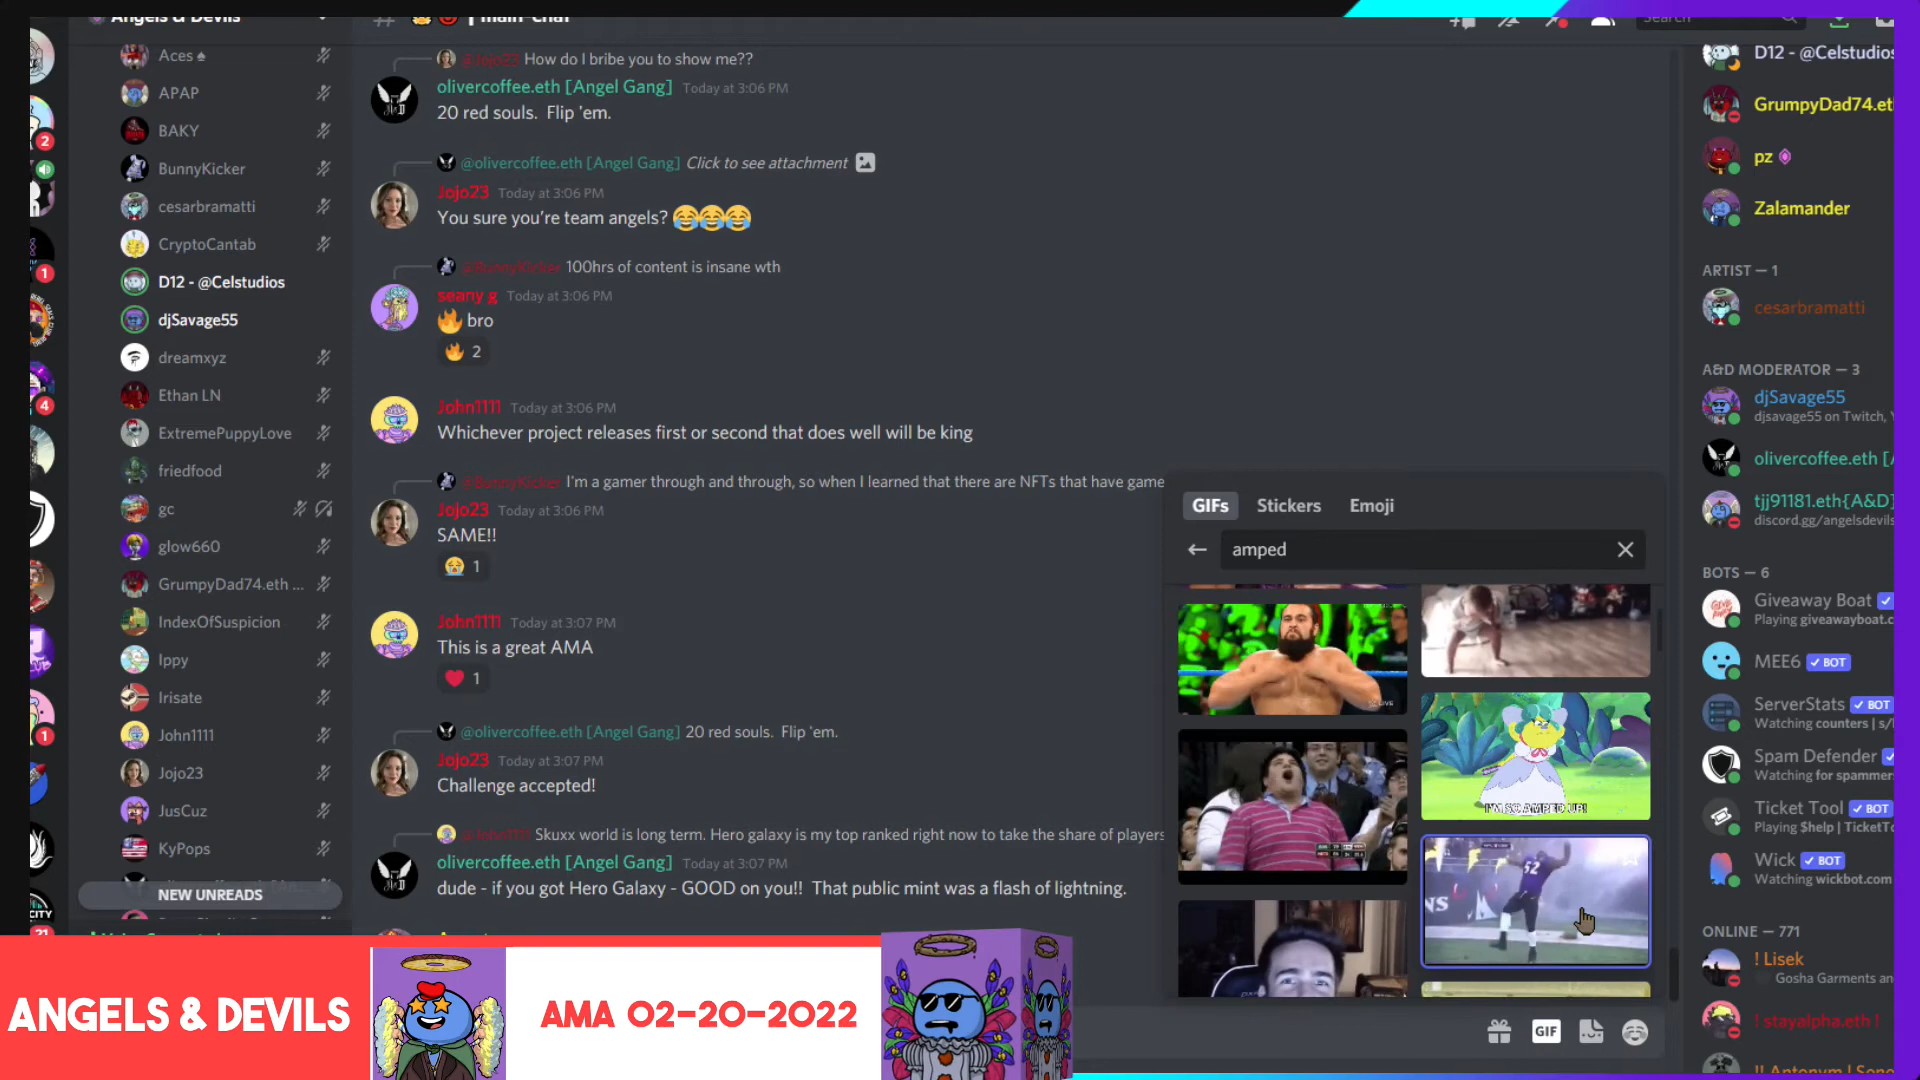 Angels & Devils
Aces ♠
APAP
BAKY
BunnyKicker
cesarbramatti
CryptoCantab
D12 - @Celstudios
djSavage55
dreamxyz
Ethan LN
ExtremePuppyLove
friedfood
gc
glow660
GrumpyDad74.eth ...
IndexOfSuspicion
Ippy
Irisate
John1111
Jojo23
JusCuz
KyPops
NEW UNREADS
2
1
4
1
21
CITY
main-chat
Search
@Jojo23 How do I bribe you to show me??
olivercoffee.eth [Angel Gang] Today at 3:06 PM
20 red souls. Flip 'em.
@olivercoffee.eth [Angel Gang] Click to see attachment
Jojo23 Today at 3:06 PM
You sure you're team angels? 😂😂😂
@BunnyKicker 100hrs of content is insane wth
seany g Today at 3:06 PM
🔥 bro
🔥 2
John1111 Today at 3:06 PM
Whichever project releases first or second that does well will be king
@BunnyKicker I'm a gamer through and through, so when I learned that there are NFTs that have game
Jojo23 Today at 3:06 PM
SAME!!
😭 1
John1111 Today at 3:07 PM
This is a great AMA
❤️ 1
@olivercoffee.eth [Angel Gang] 20 red souls. Flip 'em.
Jojo23 Today at 3:07 PM
Challenge accepted!
@John1111 Skuxx world is long term. Hero galaxy is my top ranked right now to take the share of players
olivercoffee.eth [Angel Gang] Today at 3:07 PM
dude - if you got Hero Galaxy - GOOD on you!! That public mint was a flash of lightning.
GIFs Stickers Emoji
amped
LIVE
I'M SO AMPED UP!
52
NS
GIF
D12 - @Celstudios
GrumpyDad74.et
pz
Zalamander
ARTIST — 1
cesarbramatti
A&D MODERATOR — 3
djSavage55
djsavage55 on Twitch, Y
olivercoffee.eth [A
tjj91181.eth{A&D}
discord.gg/angelsdevils
BOTS — 6
Giveaway Boat
Playing giveawayboat.c
MEE6 ✓ BOT
ServerStats ✓ BOT
Watching counters | s/
Spam Defender
Watching for spammers
Ticket Tool ✓ BOT
Playing $help | TicketTo
Wick ✓ BOT
Watching wickbot.com
ONLINE — 771
! Lisek
Gosha Garments an
! stayalpha.eth !
!! Antonym | Song
ANGELS & DEVILS
AMA 02-20-2022